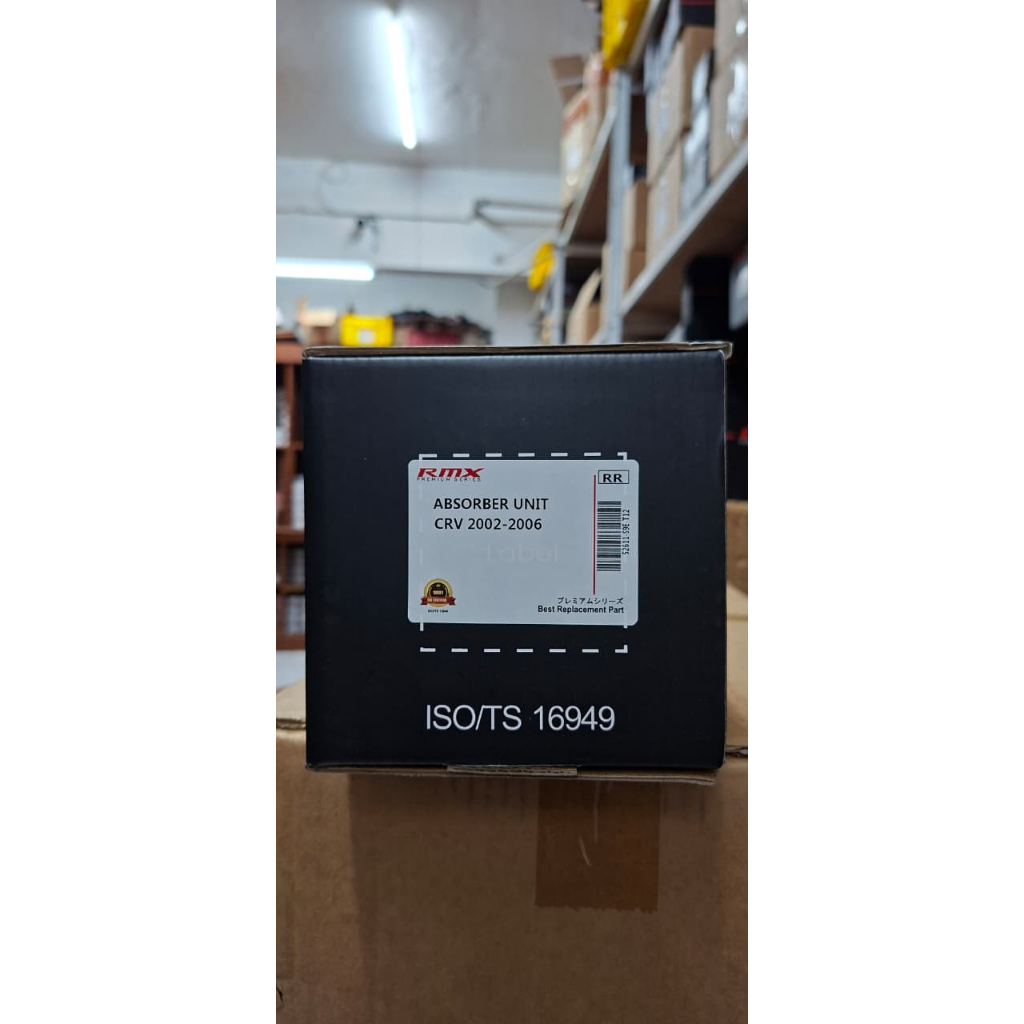 RMX
PREMIUM SERIES
RR
ABSORBER UNIT
CRV 2002-2006
Label
52611-S9E-T12
プレミアムシリーズ
Best Replacement Part
ISO/TS 16949